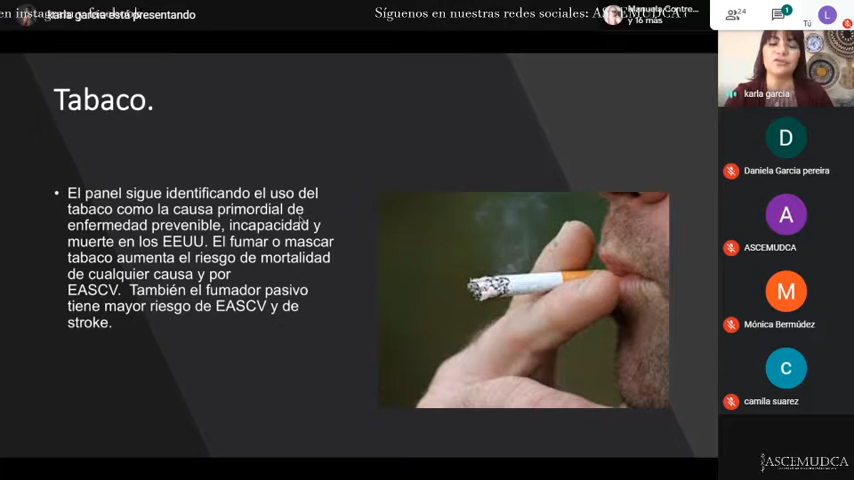 en instagram
karla garcia está presentando
Síguenos en nuestras redes sociales: ASCEMUDCA
y 16 más
24
1
Tú
L
karla garcia
Tabaco.
• El panel sigue identificando el uso del
tabaco como la causa primordial de
enfermedad prevenible, incapacidad y
muerte en los EEUU. El fumar o mascar
tabaco aumenta el riesgo de mortalidad
de cualquier causa y por
EASCV. También el fumador pasivo
tiene mayor riesgo de EASCV y de
stroke.
D
Daniela Garcia pereira
A
ASCEMUDCA
M
Mónica Bermúdez
c
camila suarez
ASCEMUDCA